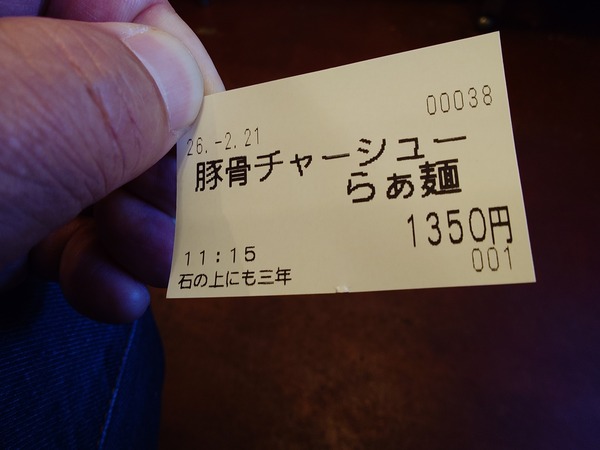 00038
26.-2.21
豚骨チャーシュー
らぁ麺
1350円
11:15
001
石の上にも三年